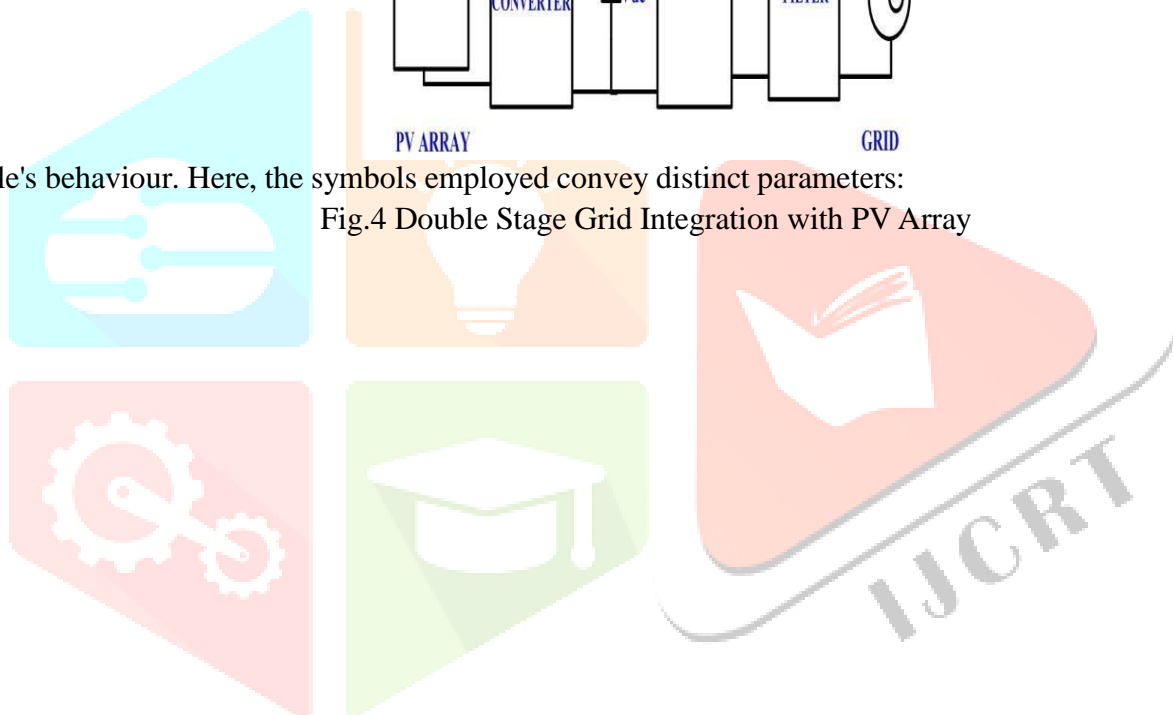 CONVERTER
PV ARRAY
GRID
le's behaviour. Here, the symbols employed convey distinct parameters:
Fig.4 Double Stage Grid Integration with PV Array
IJCRT